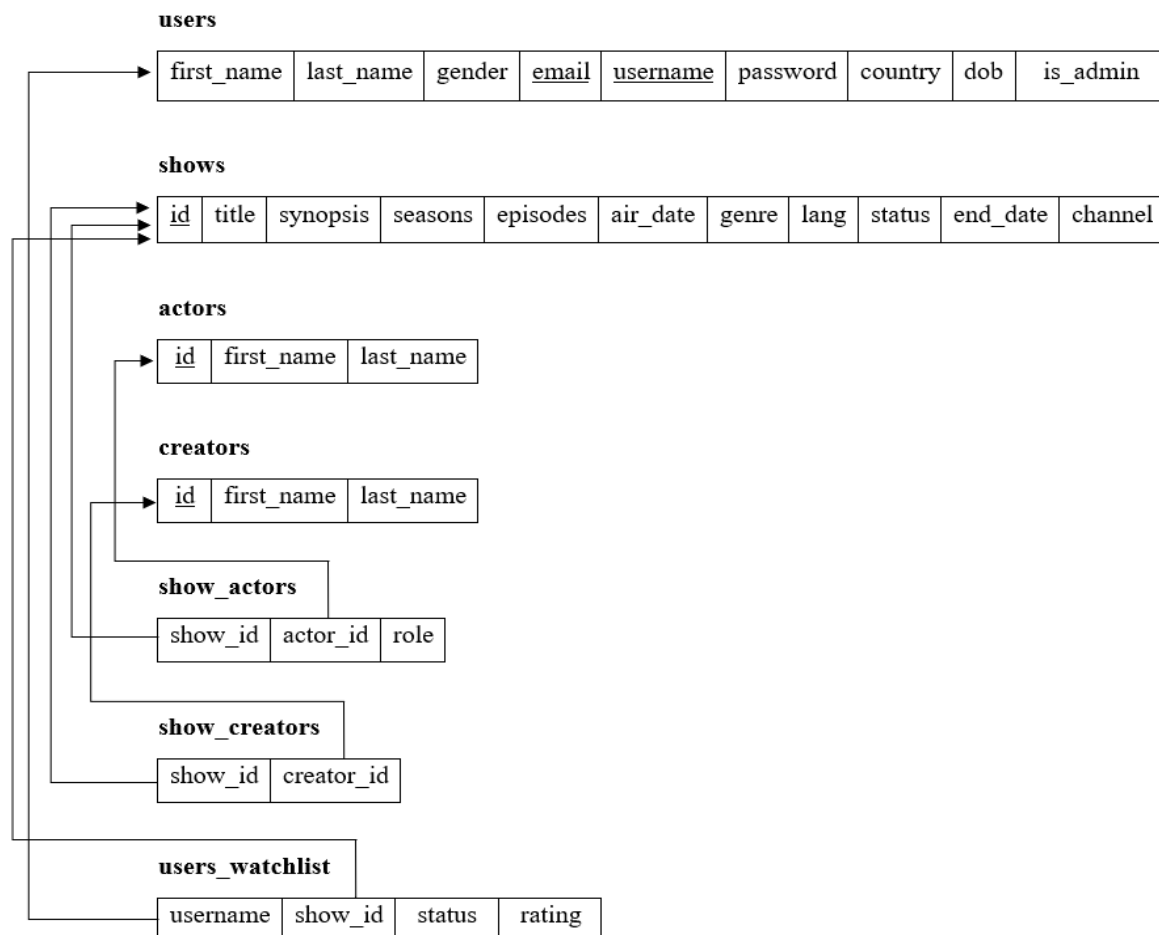 users
first_name last_name gender email username password country dob is_admin
shows
id title synopsis seasons episodes air_date genre lang status end_date channel
actors
id first_name last_name
creators
id first_name last_name
show_actors
show_id actor_id role
show_creators
show_id creator_id
users_watchlist
username show_id status rating